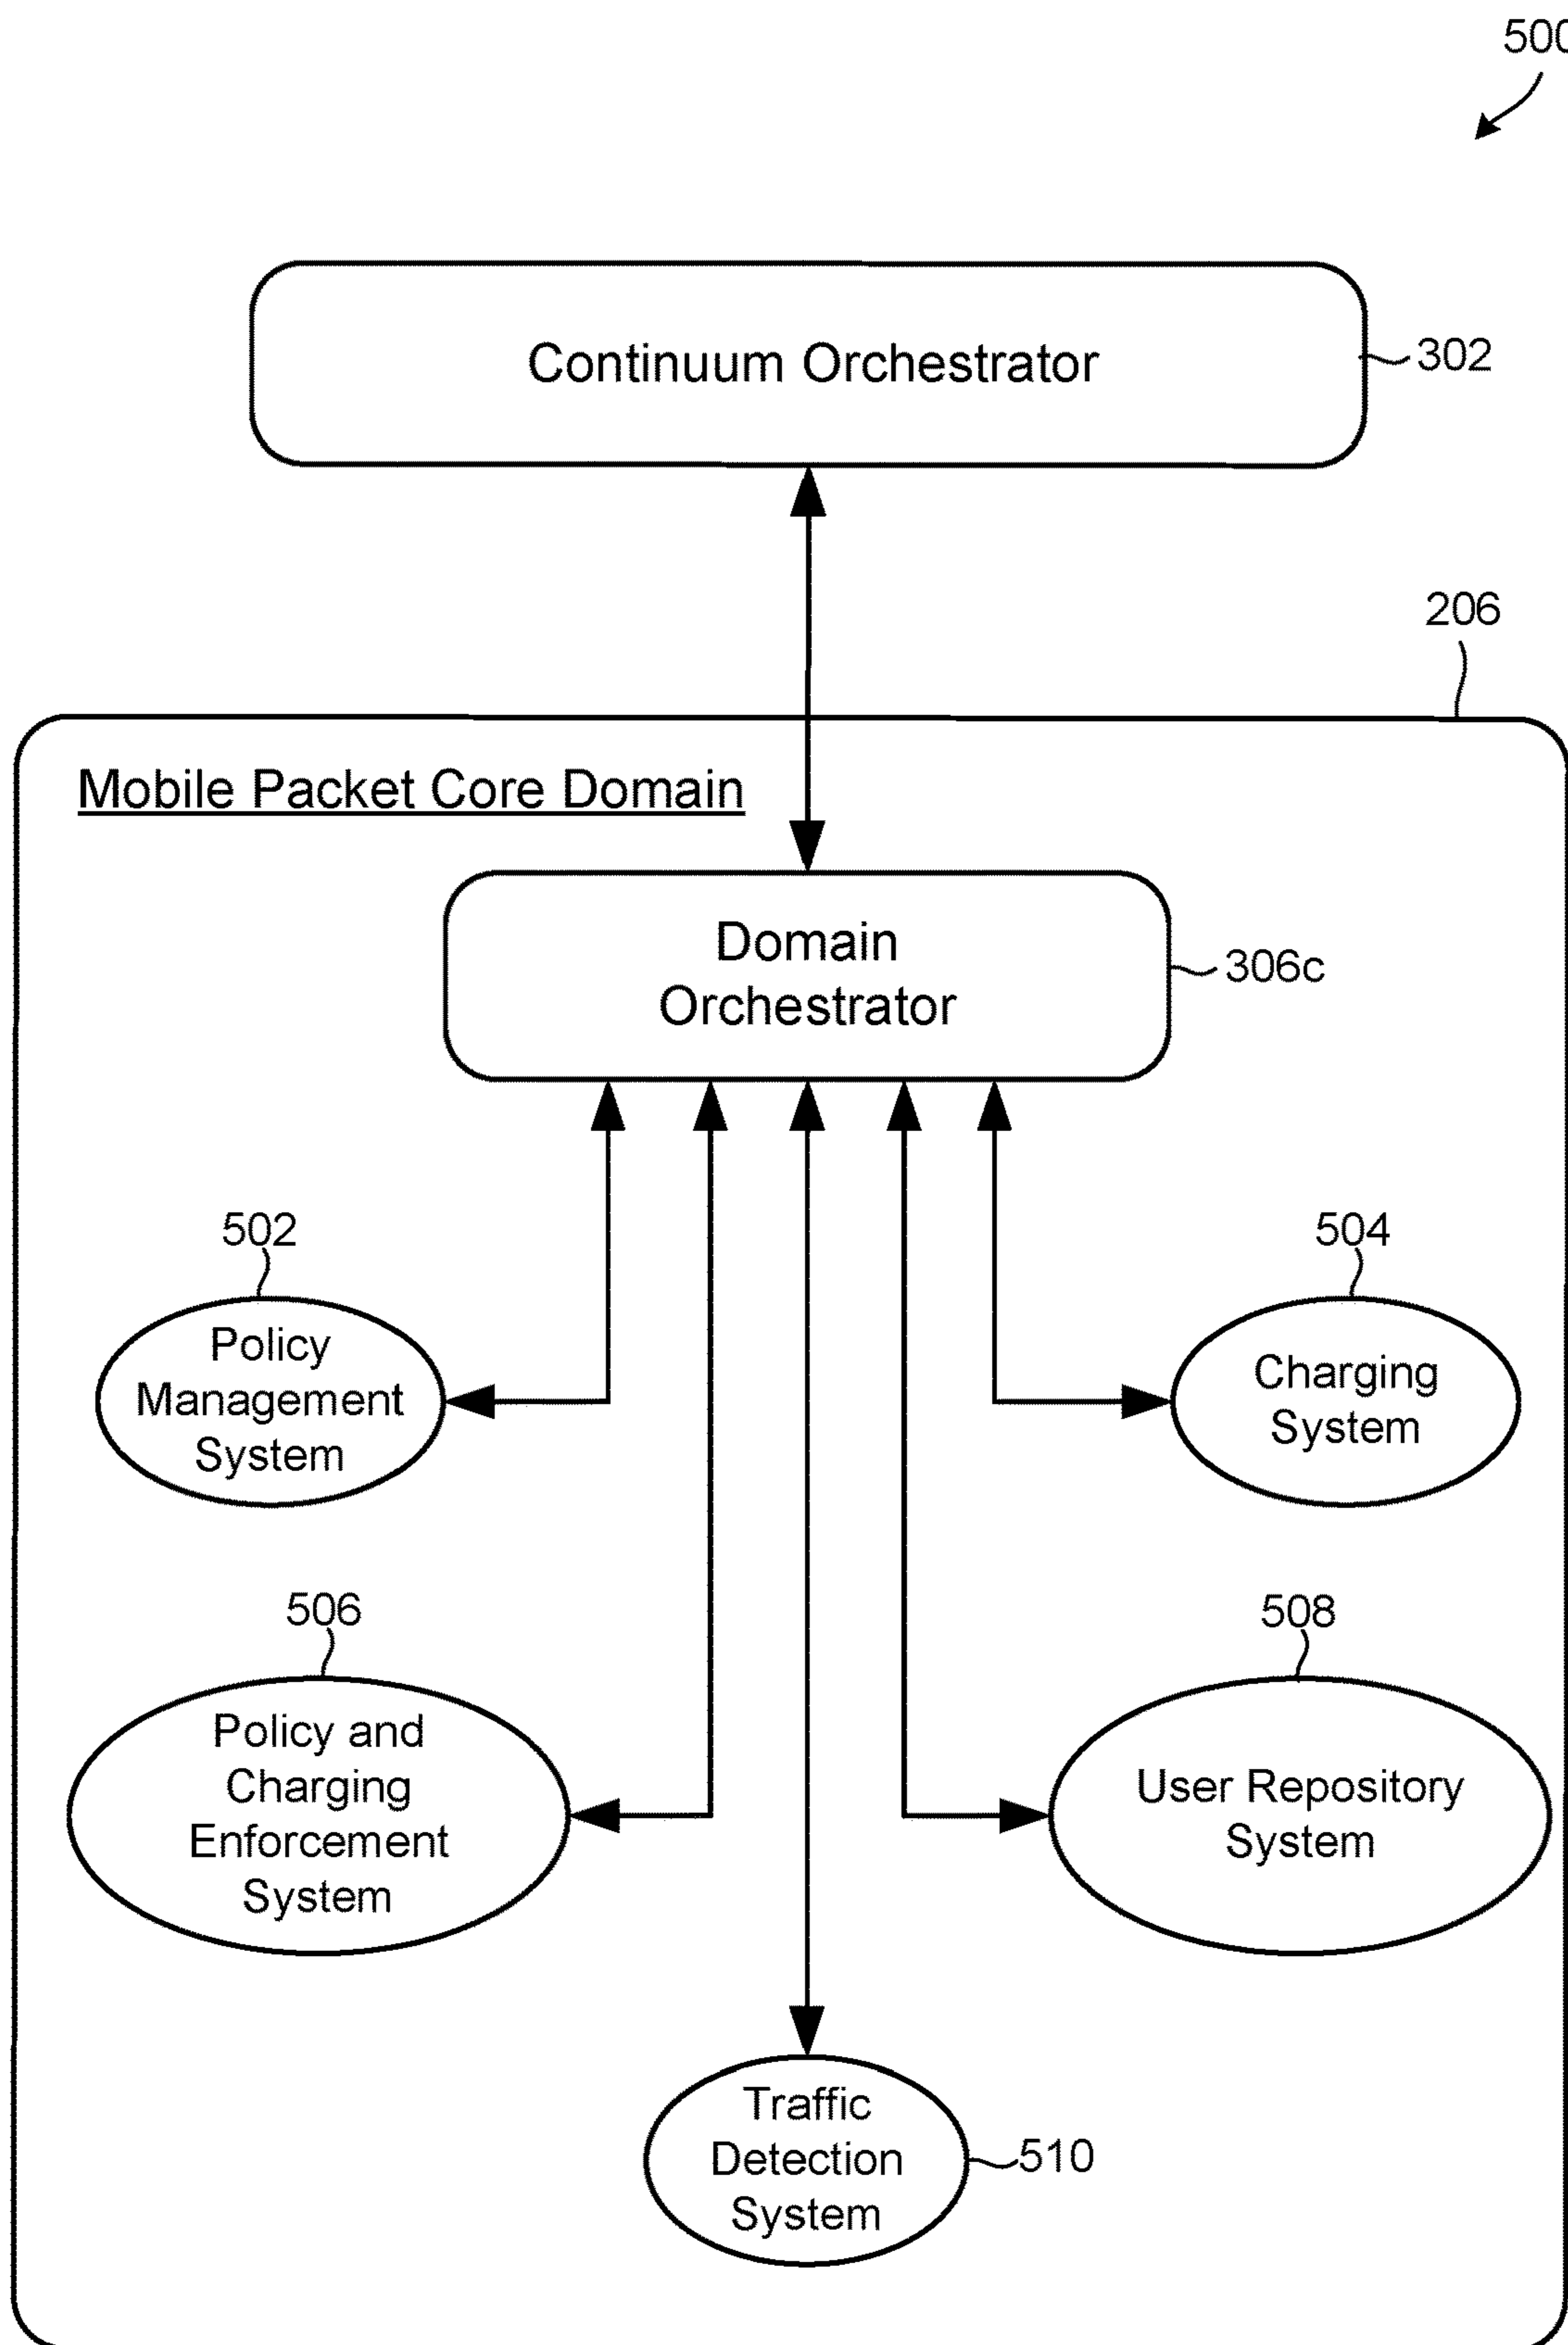 500
Continuum Orchestrator
302
206
Mobile Packet Core Domain
Domain
Orchestrator
306c
502
Policy
Management
System
504
Charging
System
506
Policy and
Charging
Enforcement
System
508
User Repository
System
Traffic
Detection
System
510